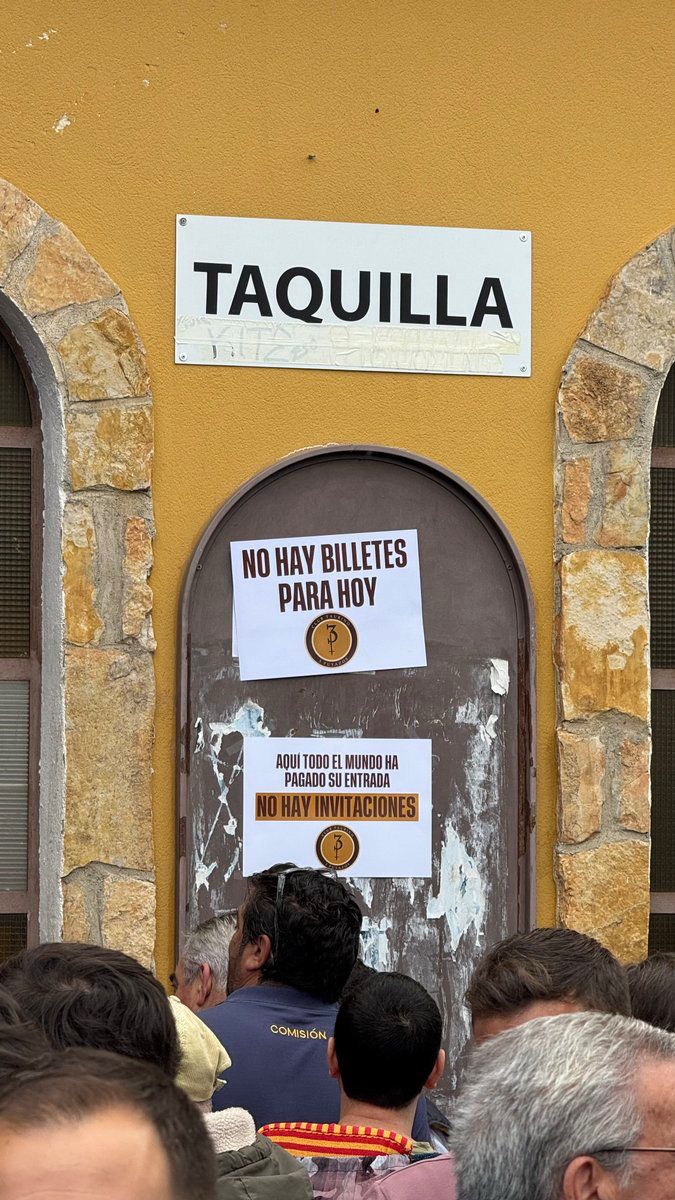 TAQUILLA
NO HAY BILLETES
PARA HOY
AQUÍ TODO EL MUNDO HA
PAGADO SU ENTRADA
NO HAY INVITACIONES
COMISIÓN